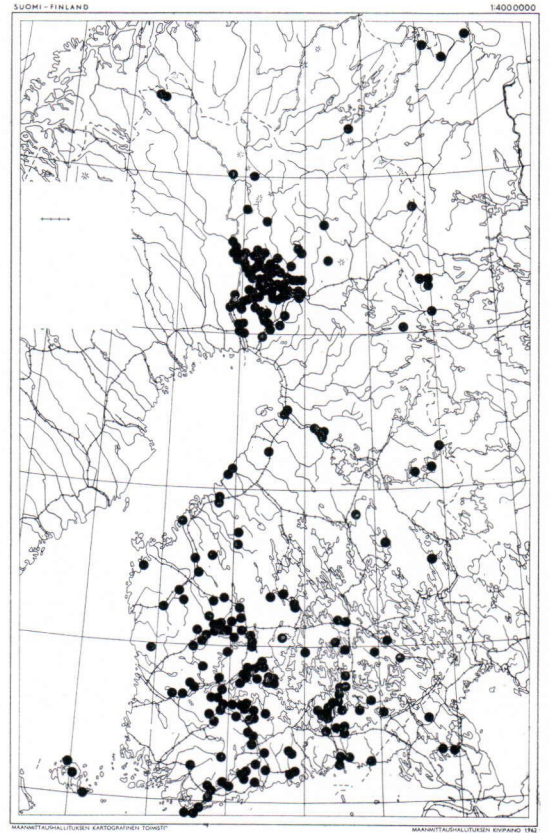 SUOMI–FINLAND
1:4000000
MAANMITTAUSHALLITUKSEN KARTOGRAFINEN TOIMISTO
MAANMITTAUSHALLITUKSEN KIVIPAINO 1962